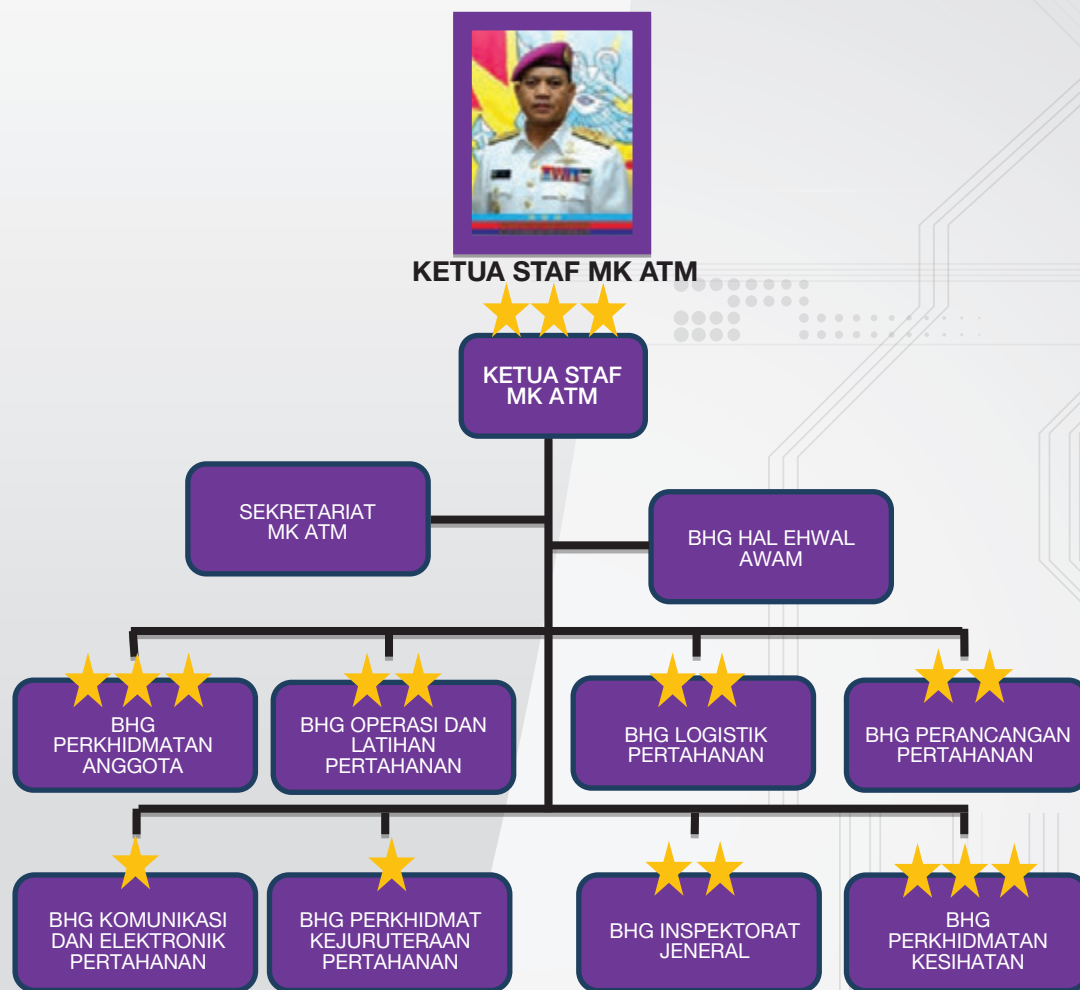 KETUA STAF MK ATM
KETUA STAF
MK ATM
SEKRETARIAT
MK ATM
BHG HAL EHWAL
AWAM
BHG
PERKHIDMATAN
ANGGOTA
BHG OPERASI DAN
LATIHAN
PERTAHANAN
BHG LOGISTIK
PERTAHANAN
BHG PERANCANGAN
PERTAHANAN
BHG KOMUNIKASI
DAN ELEKTRONIK
PERTAHANAN
BHG PERKHIDMAT
KEJURUTERAAN
PERTAHANAN
BHG INSPEKTORAT
JENERAL
BHG
PERKHIDMATAN
KESIHATAN